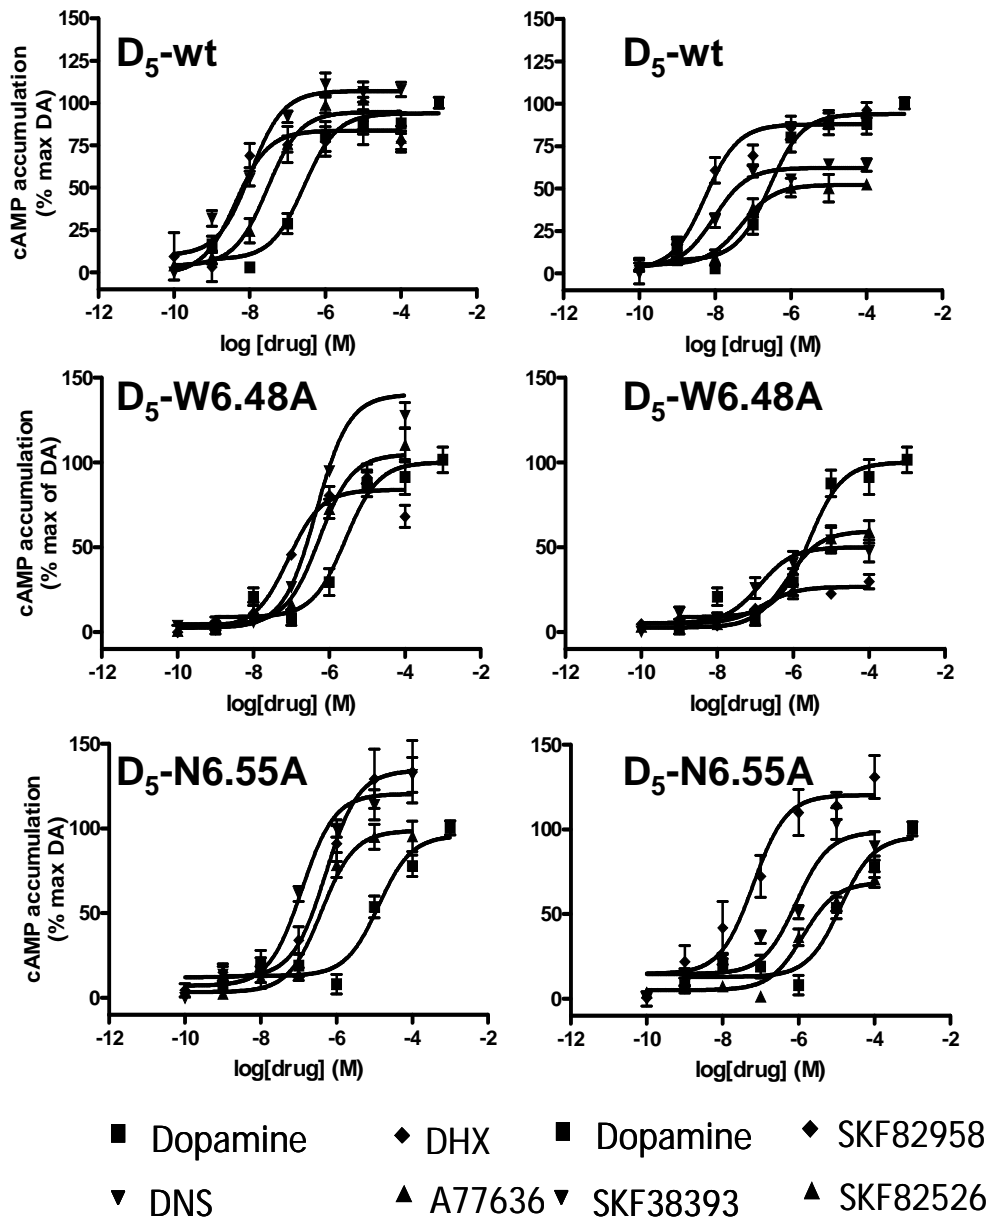 150
125
100
75
50
25
0
cAMP accumulation
(% max DA)
D5-wt
-12 -10 -8 -6 -4 -2
log [drug] (M)
150
125
100
75
50
25
0
D5-wt
-12 -10 -8 -6 -4 -2
log [drug] (M)
150
100
50
0
cAMP accumulation
(% max of DA)
D5-W6.48A
-12 -10 -8 -6 -4 -2
log[drug] (M)
150
100
50
0
D5-W6.48A
-12 -10 -8 -6 -4 -2
log[drug] (M)
150
100
50
0
cAMP accumulation
(% max DA)
D5-N6.55A
-12 -10 -8 -6 -4 -2
log[drug] (M)
150
100
50
0
D5-N6.55A
-12 -10 -8 -6 -4 -2
log[drug] (M)
Dopamine DHX Dopamine SKF82958
DNS A77636 SKF38393 SKF82526